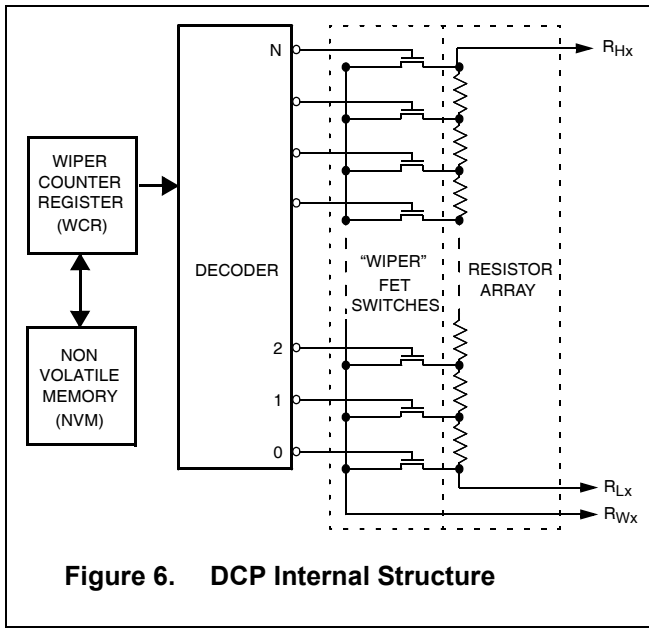 N
R_Hx
WIPER
COUNTER
REGISTER
(WCR)
DECODER
“WIPER”
FET
SWITCHES
RESISTOR
ARRAY
NON
VOLATILE
MEMORY
(NVM)
2
1
0
R_Lx
R_Wx
Figure 6. DCP Internal Structure